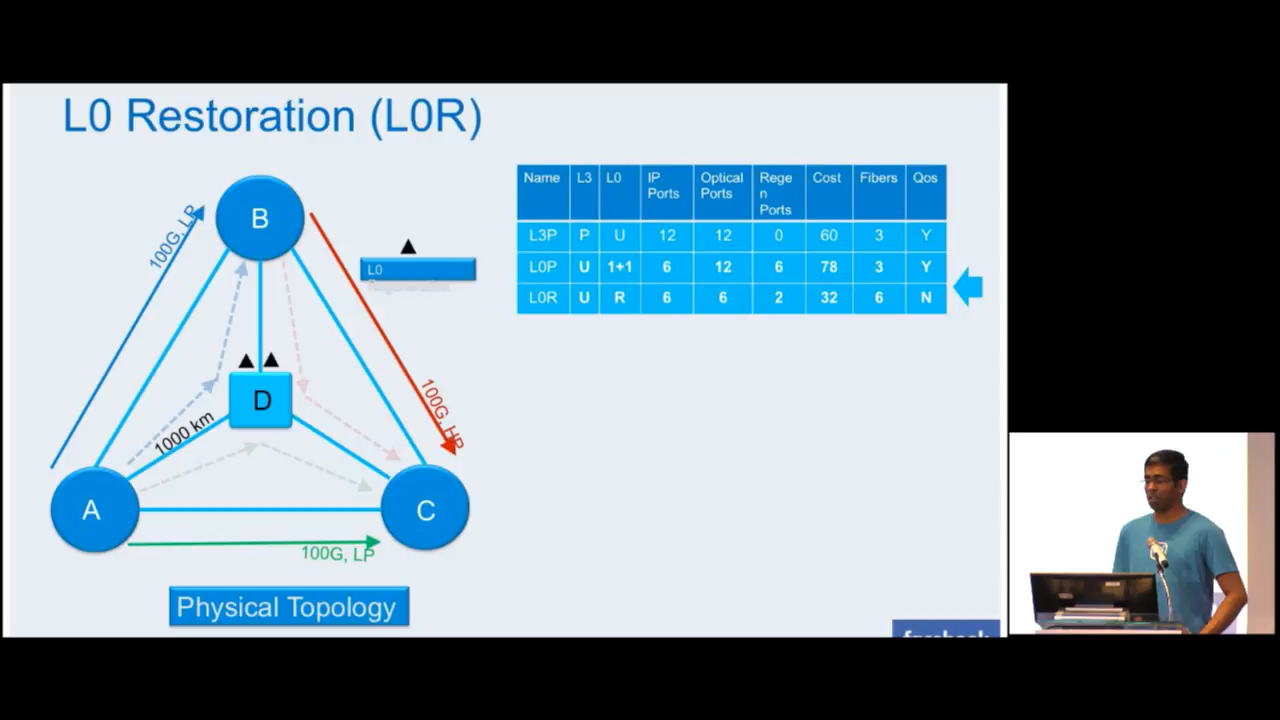 L0 Restoration (L0R)
B
100G, LP
L0
100G, HP
D
1000 km
A
C
100G, LP
Physical Topology
Name L3 L0 IP Ports Optical Ports Rege n Ports Cost Fibers Qos
L3P P U 12 12 0 60 3 Y
L0P U 1+1 6 12 6 78 3 Y
L0R U R 6 6 2 32 6 N
facebook